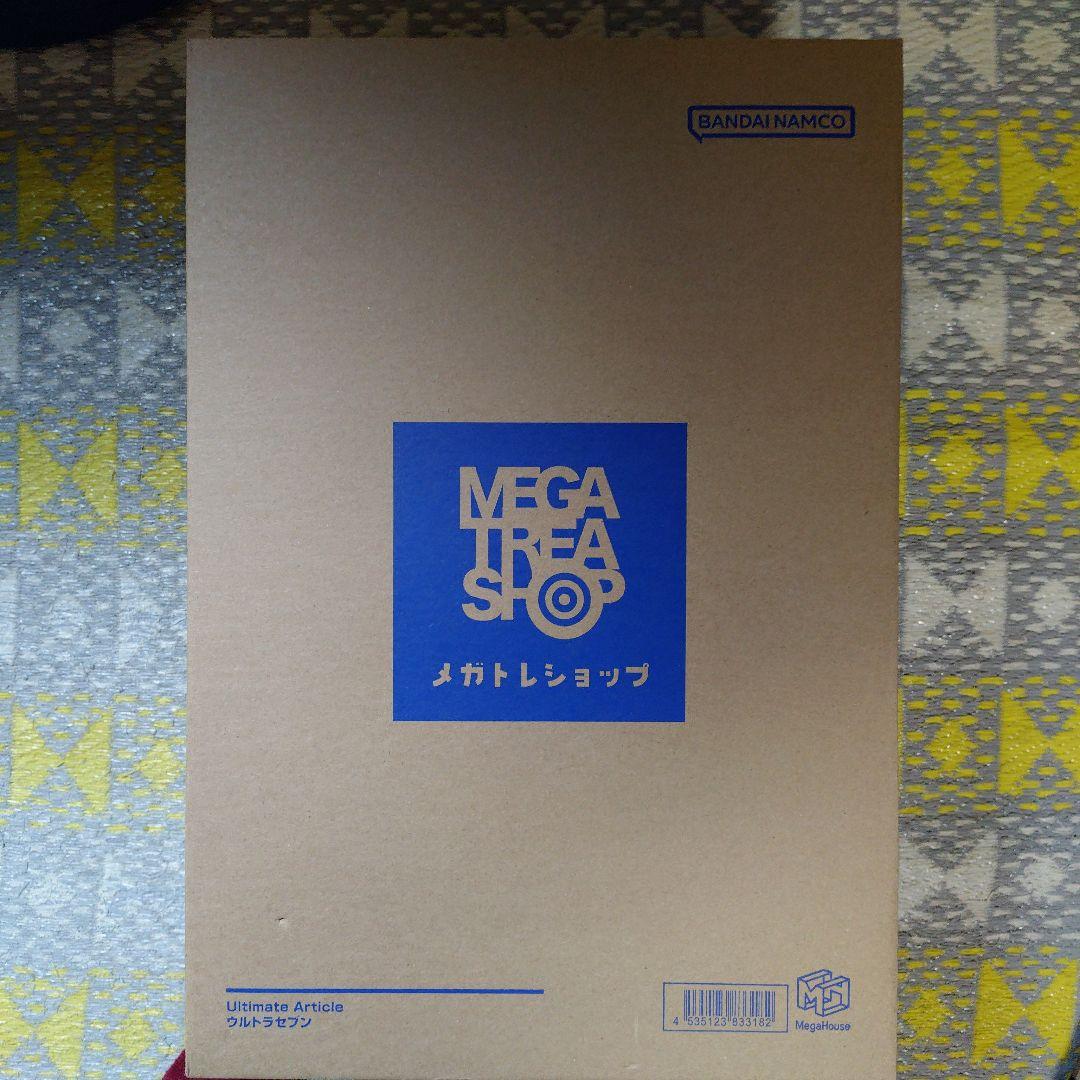 BANDAI NAMCO
MEGA
TREA
SHOP
メガトレショップ
Ultimate Article
ウルトラセブン
4 535123 833182
MegaHouse